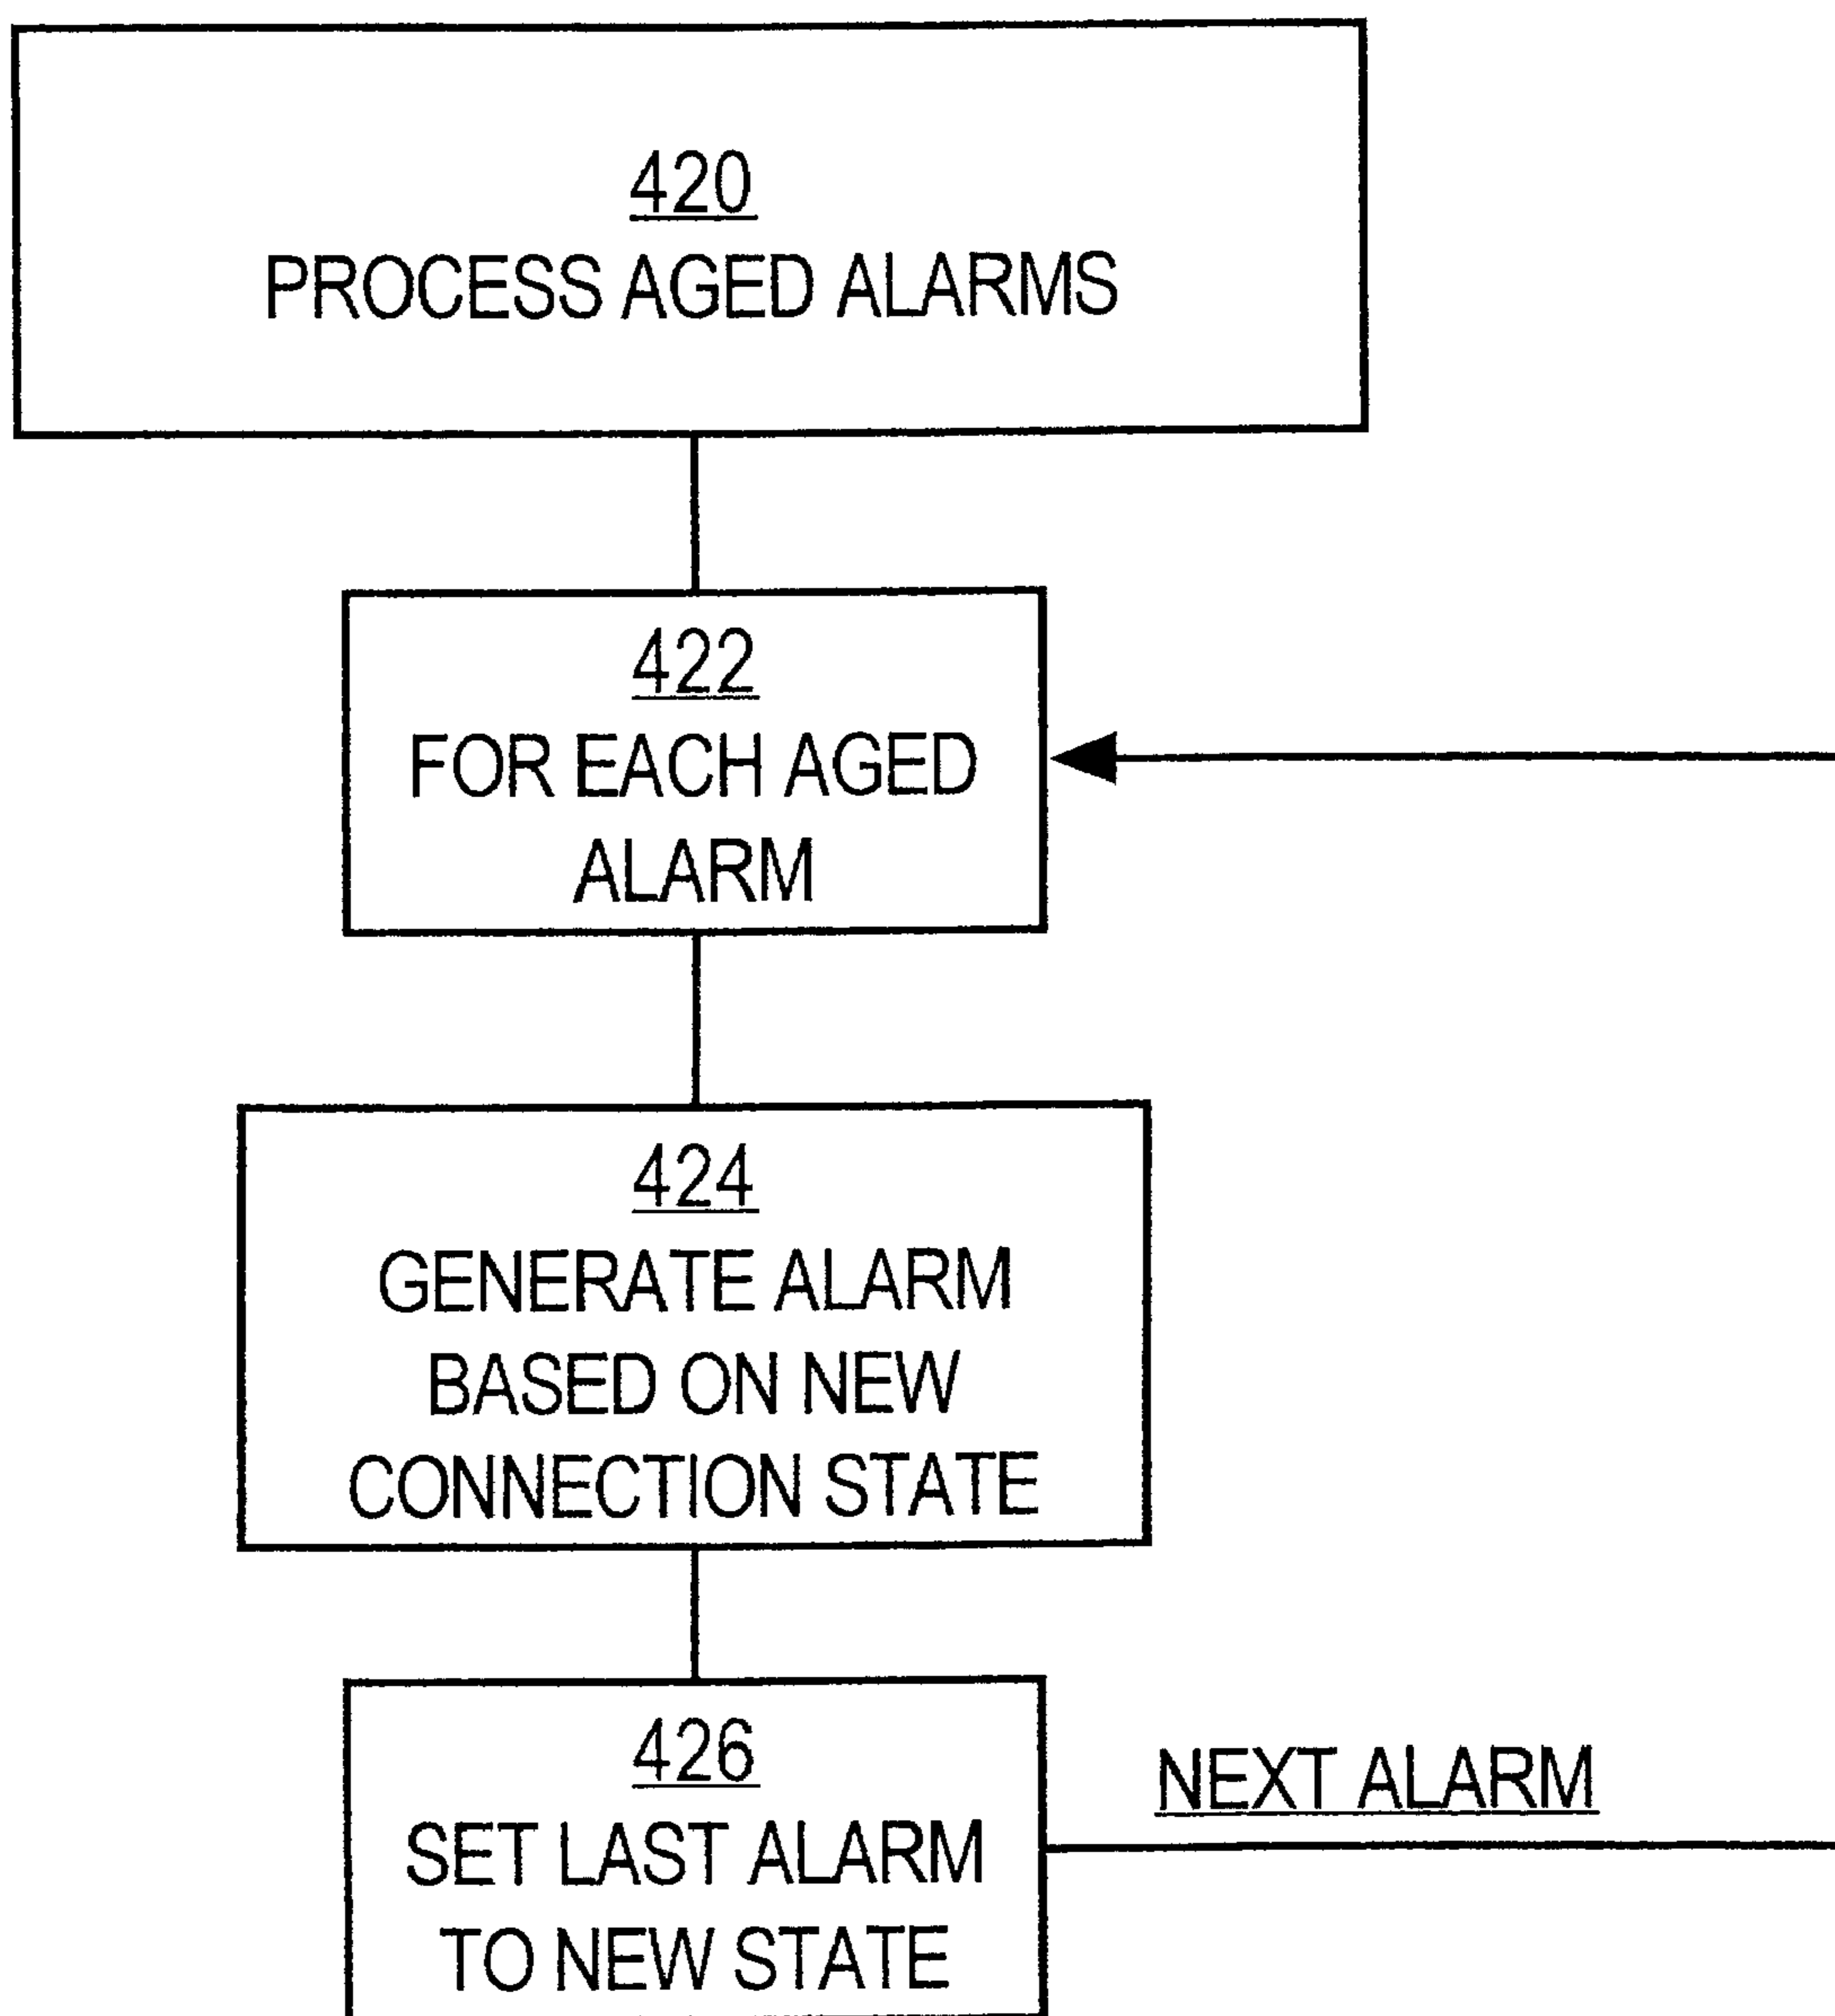 420
PROCESS AGED ALARMS
422
FOR EACH AGED
ALARM
424
GENERATE ALARM
BASED ON NEW
CONNECTION STATE
426
SET LAST ALARM
TO NEW STATE
NEXT ALARM